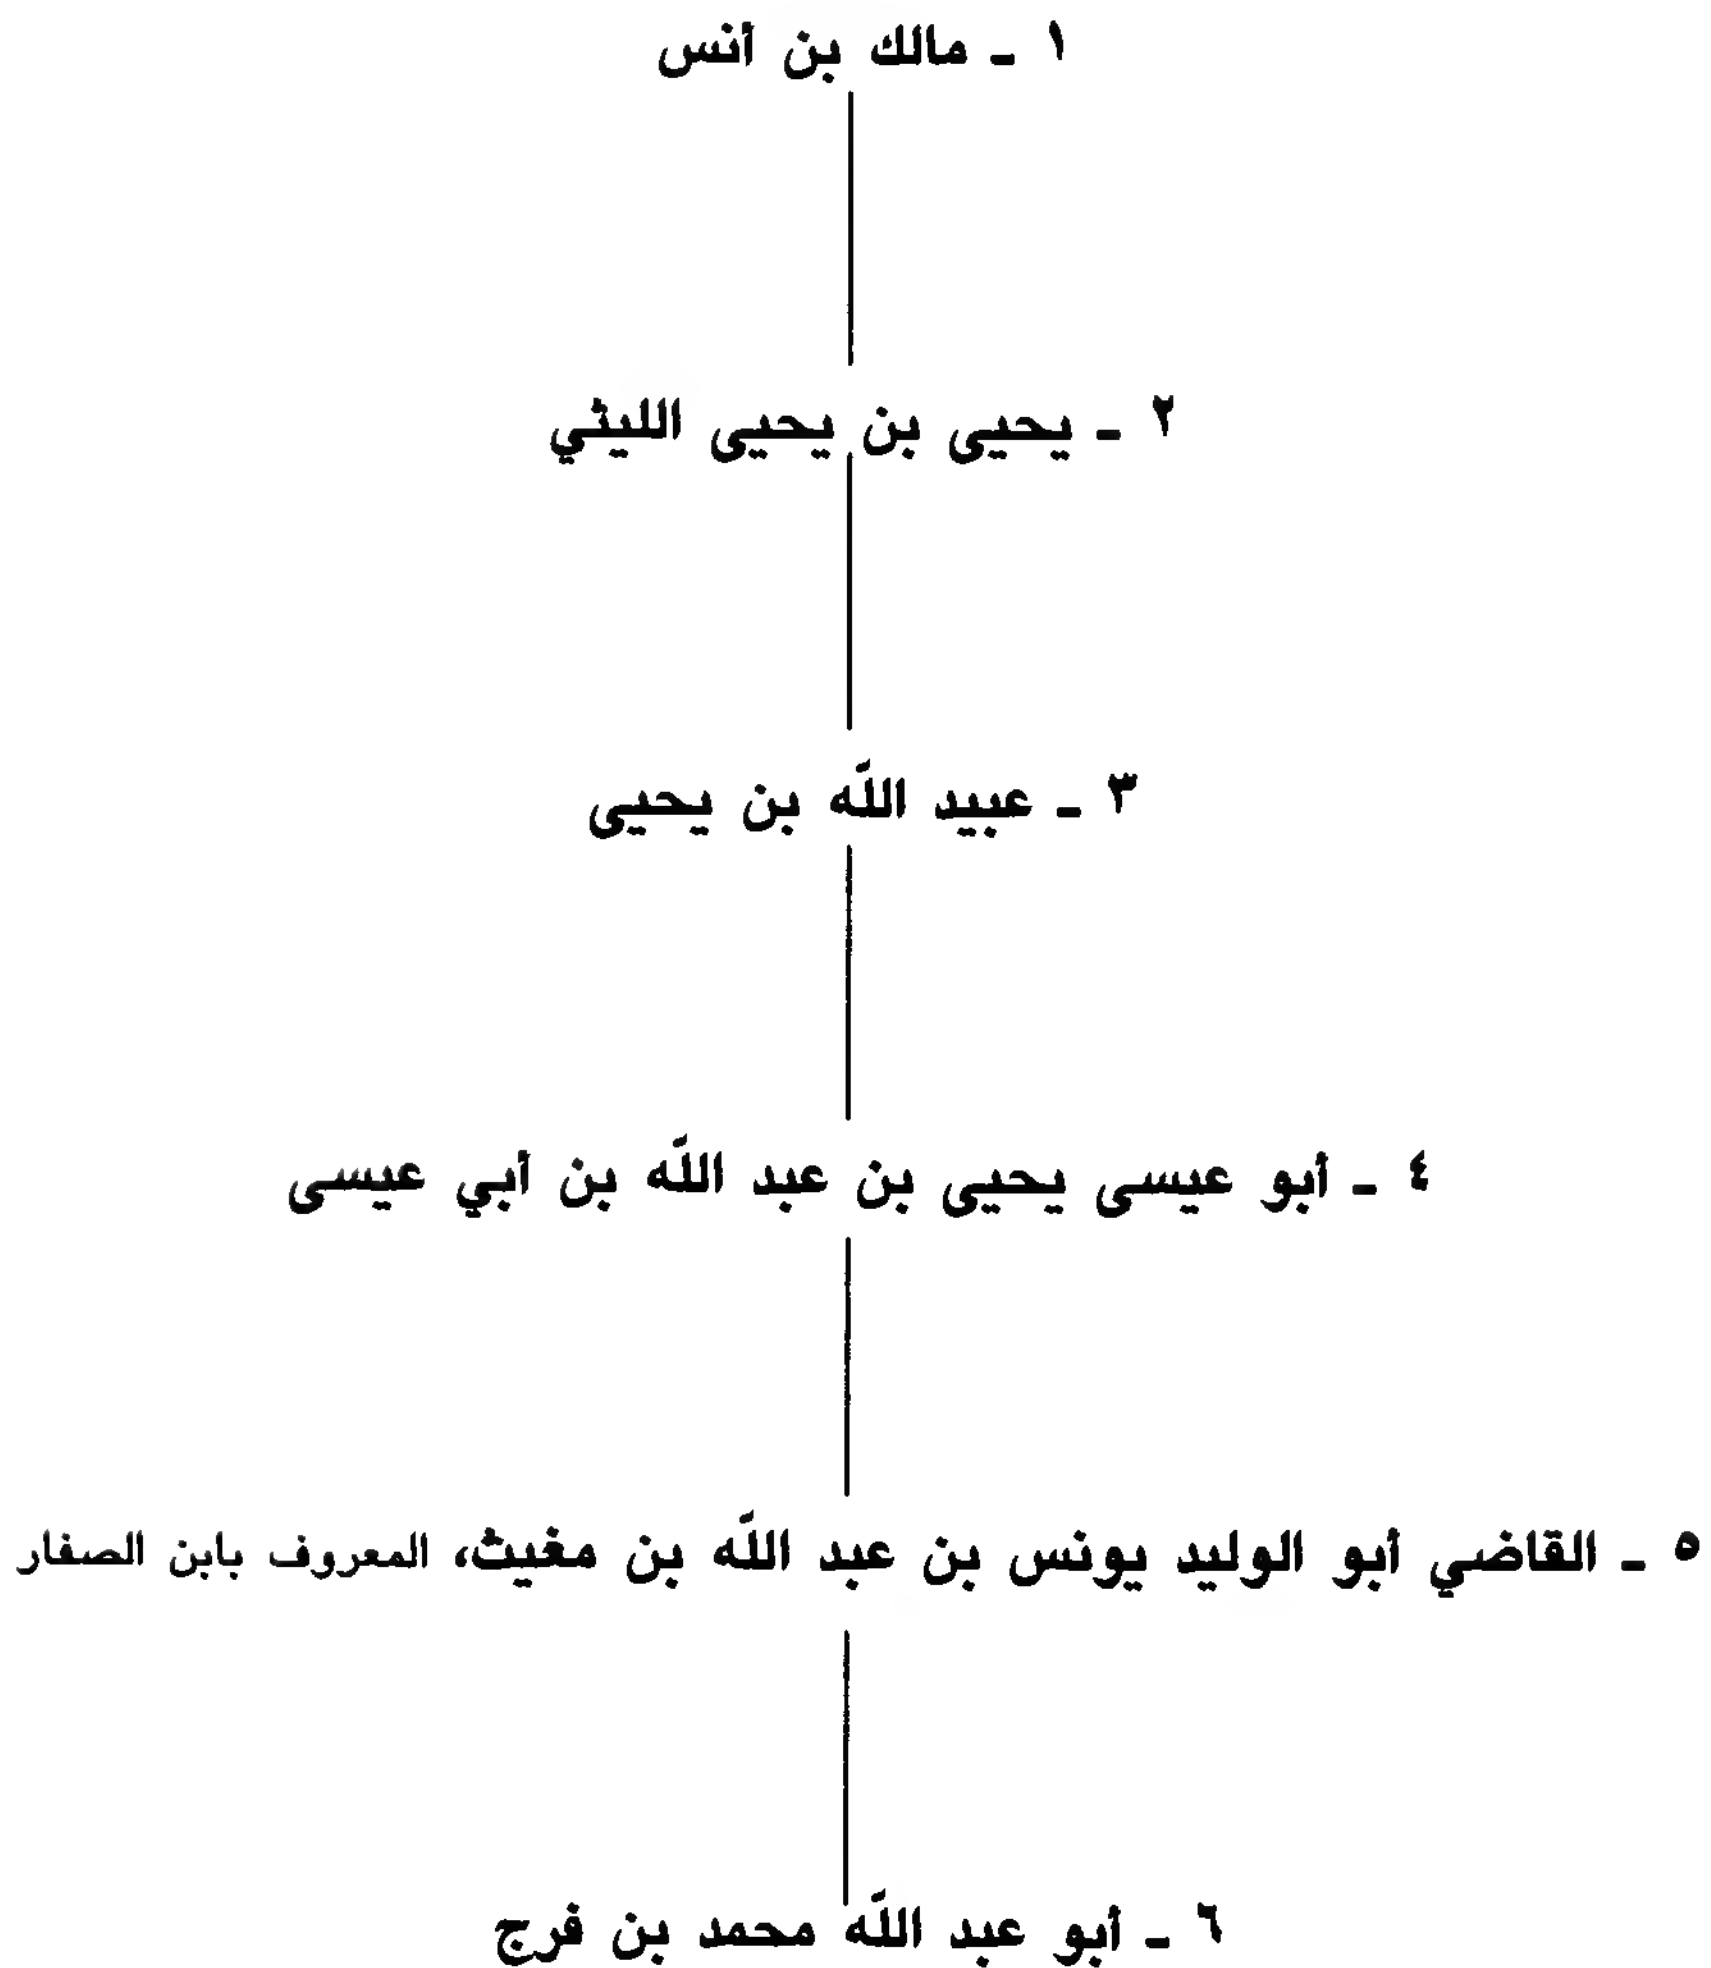 ١ ـ مالك بن أنس
٢ ـ يحيى بن يحيى الليثي
٣ ـ عبيد الله بن يحيى
٤ ـ أبو عيسى يحيى بن عبد الله بن أبي عيسى
٥ ـ القاضي أبو الوليد يونس بن عبد الله بن مغيث، المعروف بابن الصفار
٦ ـ أبو عبد الله محمد بن فرج